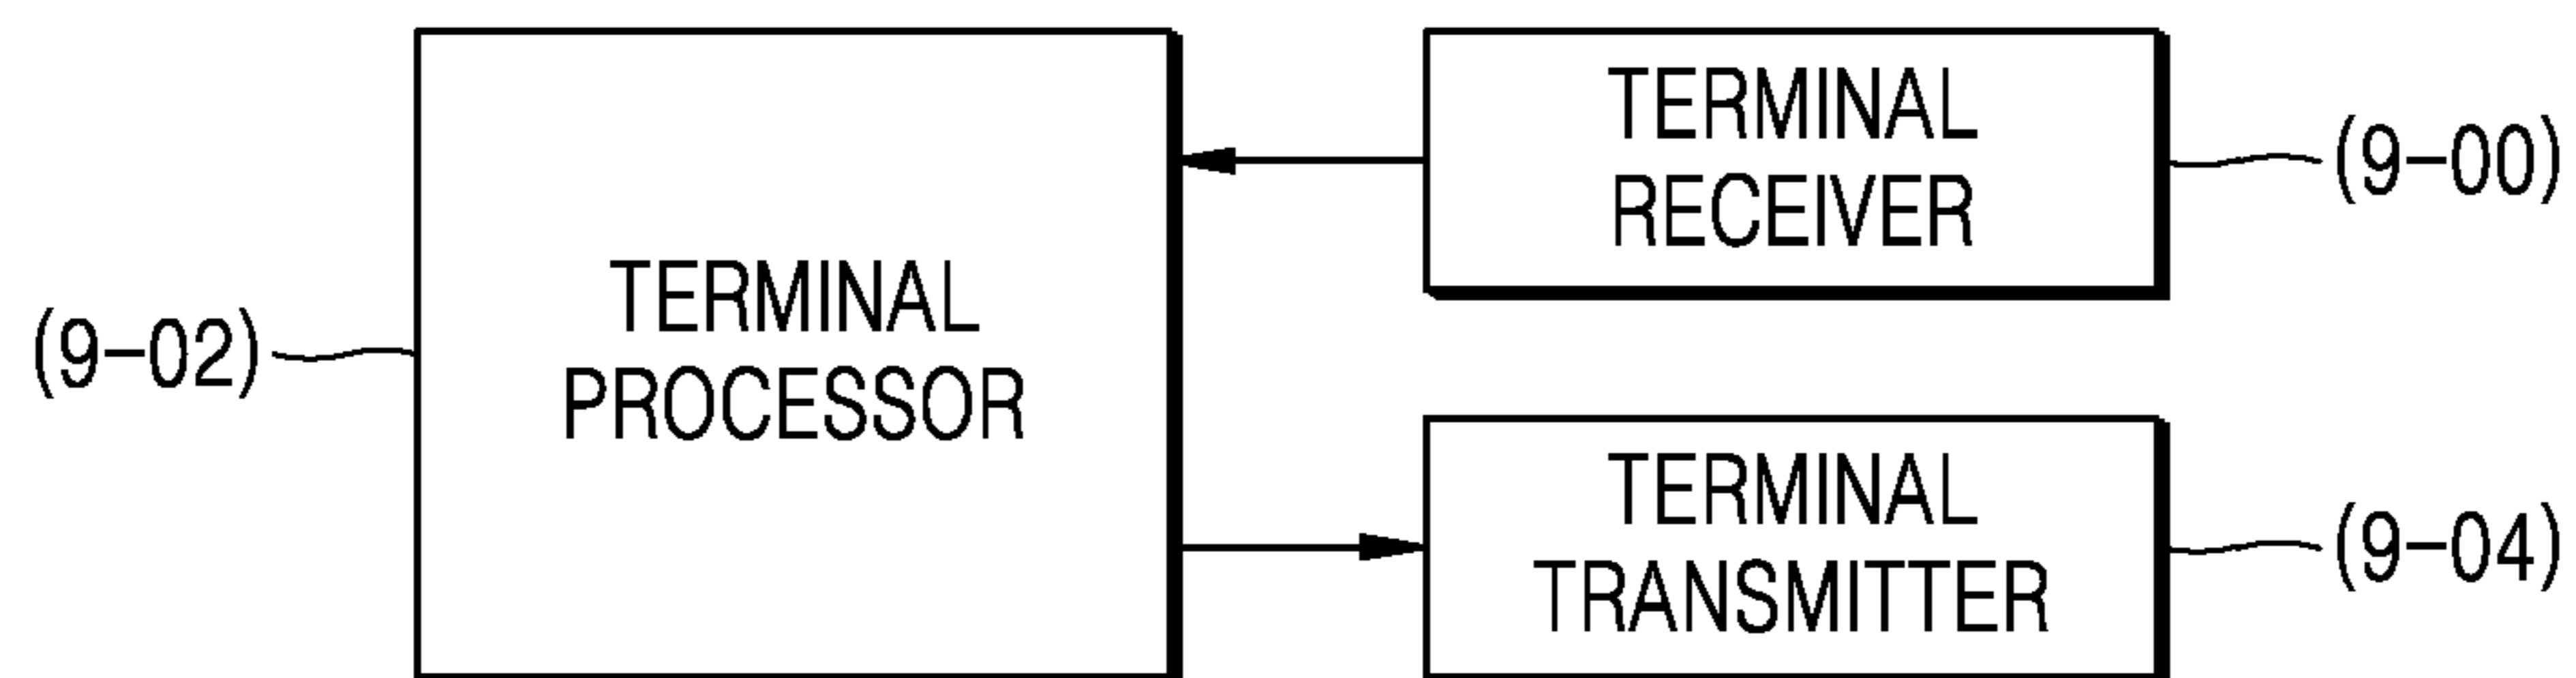 TERMINAL
RECEIVER
(9-00)
(9-02)
TERMINAL
PROCESSOR
TERMINAL
TRANSMITTER
(9-04)